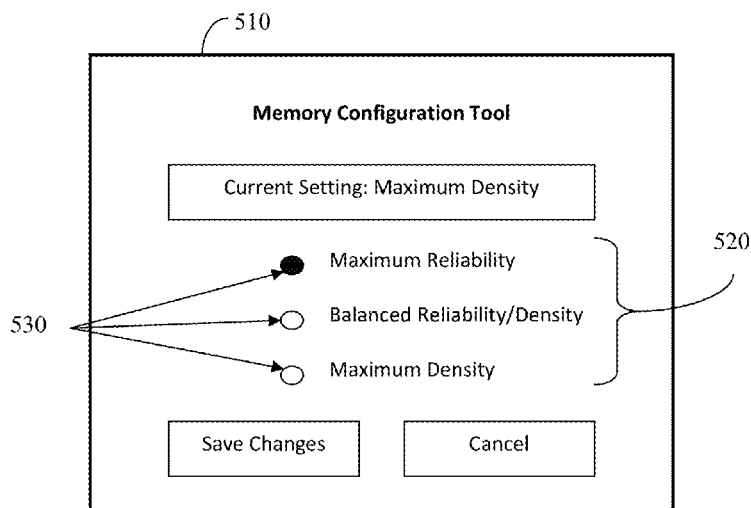 510
Memory Configuration Tool
Current Setting: Maximum Density
Maximum Reliability
520
530
Balanced Reliability/Density
Maximum Density
Save Changes
Cancel